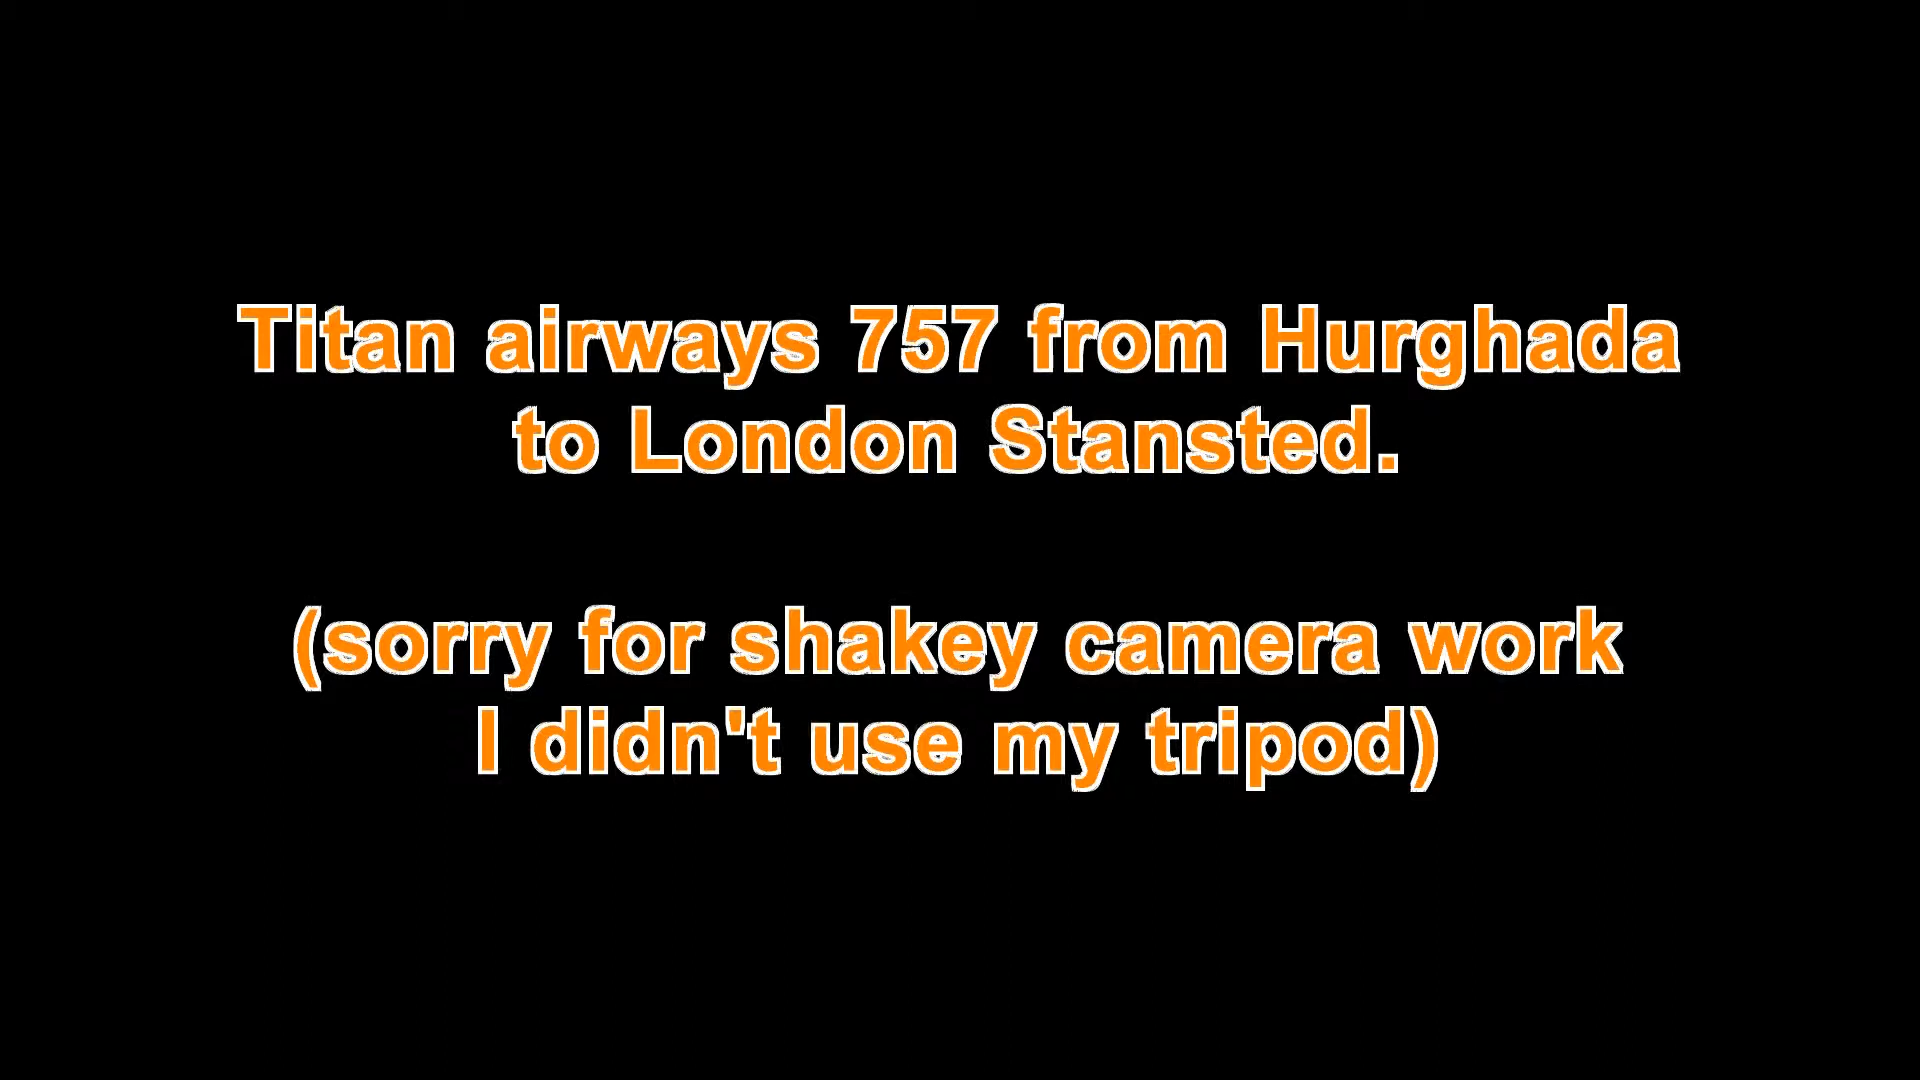 Titan airways 757 from Hurghada
to London Stansted.
(sorry for shakey camera work
I didn't use my tripod)